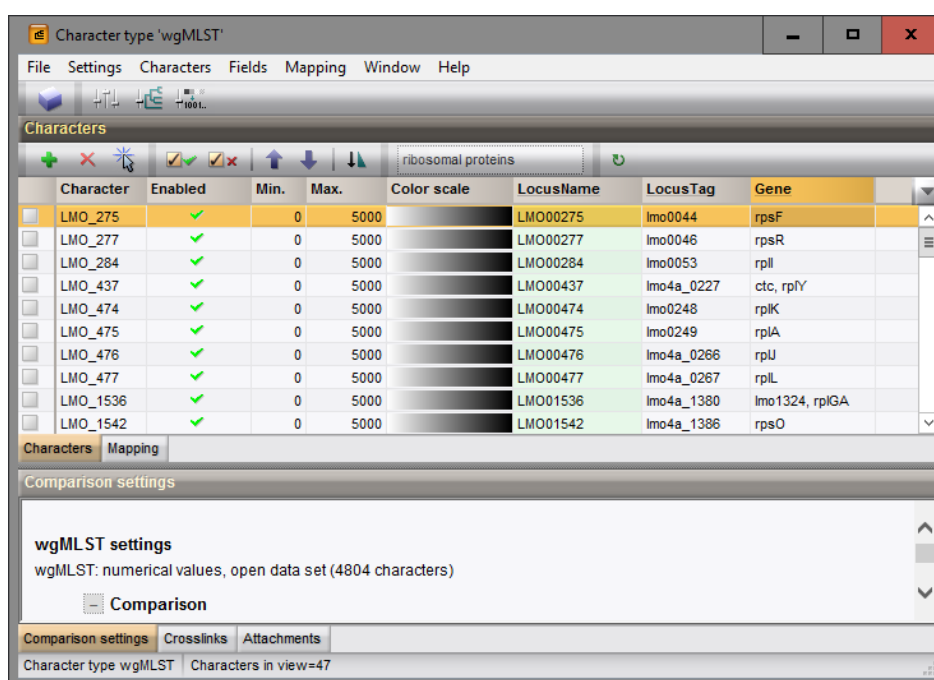 Character type 'wgMLST'
File Settings Characters Fields Mapping Window Help
1001..
Characters
ribosomal proteins
Character Enabled Min. Max. Color scale LocusName LocusTag Gene
LMO_275 0 5000 LMO00275 lmo0044 rpsF
LMO_277 0 5000 LMO00277 lmo0046 rpsR
LMO_284 0 5000 LMO00284 lmo0053 rplI
LMO_437 0 5000 LMO00437 lmo4a_0227 ctc, rplY
LMO_474 0 5000 LMO00474 lmo0248 rplK
LMO_475 0 5000 LMO00475 lmo0249 rplA
LMO_476 0 5000 LMO00476 lmo4a_0266 rplJ
LMO_477 0 5000 LMO00477 lmo4a_0267 rplL
LMO_1536 0 5000 LMO01536 lmo4a_1380 lmo1324, rplGA
LMO_1542 0 5000 LMO01542 lmo4a_1386 rpsO
Characters Mapping
Comparison settings
wgMLST settings
wgMLST: numerical values, open data set (4804 characters)
Comparison
Comparison settings Crosslinks Attachments
Character type wgMLST Characters in view=47